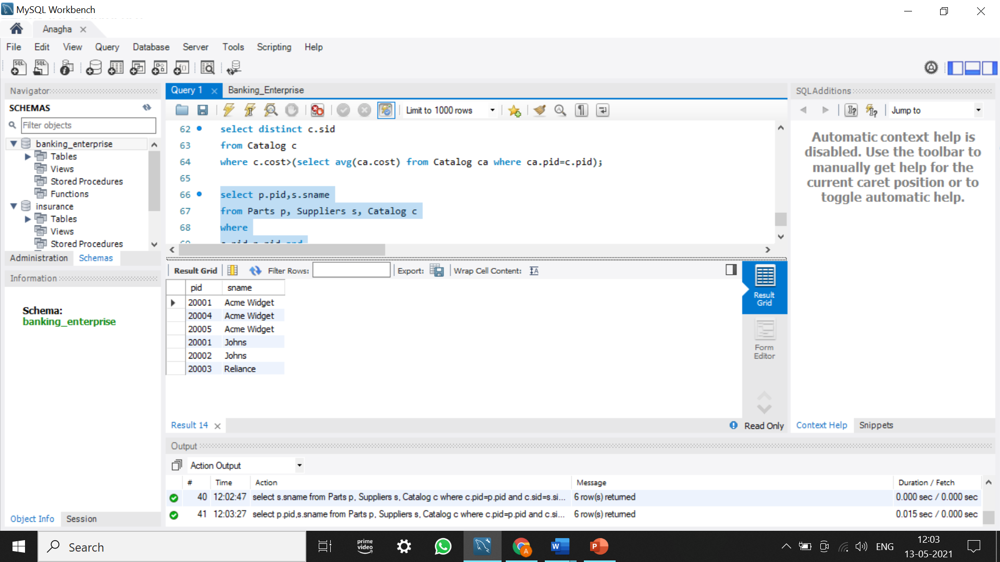 MySQL Workbench
Anagha
File Edit View Query Database Server Tools Scripting Help
Navigator
SCHEMAS
Filter objects
banking_enterprise
Tables
Views
Stored Procedures
Functions
insurance
Tables
Views
Stored Procedures
Administration Schemas
Information
Schema:
banking_enterprise
Object Info Session
Query 1 Banking_Enterprise
Limit to 1000 rows
62 select distinct c.sid
63 from Catalog c
64 where c.cost>(select avg(ca.cost) from Catalog ca where ca.pid=c.pid);
65
66 select p.pid,s.sname
67 from Parts p, Suppliers s, Catalog c
68 where
Result Grid Filter Rows: Export: Wrap Cell Content:
pid sname
20001 Acme Widget
20004 Acme Widget
20005 Acme Widget
20001 Johns
20002 Johns
20003 Reliance
Result Grid
Form Editor
Result 14
Read Only
SQLAdditions
Jump to
Automatic context help is
disabled. Use the toolbar to
manually get help for the
current caret position or to
toggle automatic help.
Context Help Snippets
Output
Action Output
# Time Action Message Duration / Fetch
40 12:02:47 select s.sname from Parts p, Suppliers s, Catalog c where c.pid=p.pid and c.sid=s.si... 6 row(s) returned 0.000 sec / 0.000 sec
41 12:03:27 select p.pid,s.sname from Parts p, Suppliers s, Catalog c where c.pid=p.pid and c.si... 6 row(s) returned 0.015 sec / 0.000 sec
Search
prime video
ENG
12:03
13-05-2021